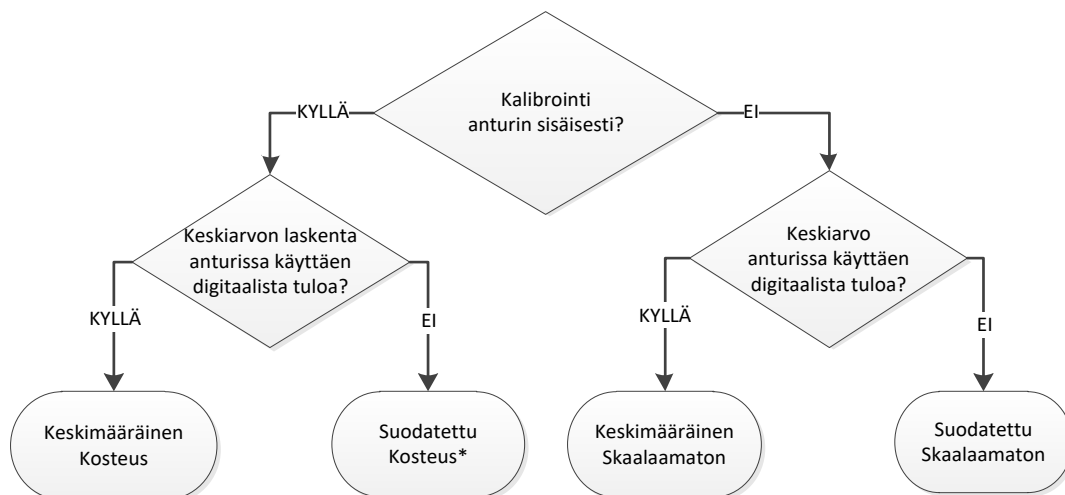 Kalibrointi
anturin sisäisesti?
KYLLÄ
EI
Keskiarvon laskenta
anturissa käyttäen
digitaalista tuloa?
Keskiarvo
anturissa käyttäen
digitaalista tuloa?
KYLLÄ
EI
KYLLÄ
EI
Keskimääräinen
Kosteus
Suodatettu
Kosteus*
Keskimääräinen
Skaalaamaton
Suodatettu
Skaalaamaton